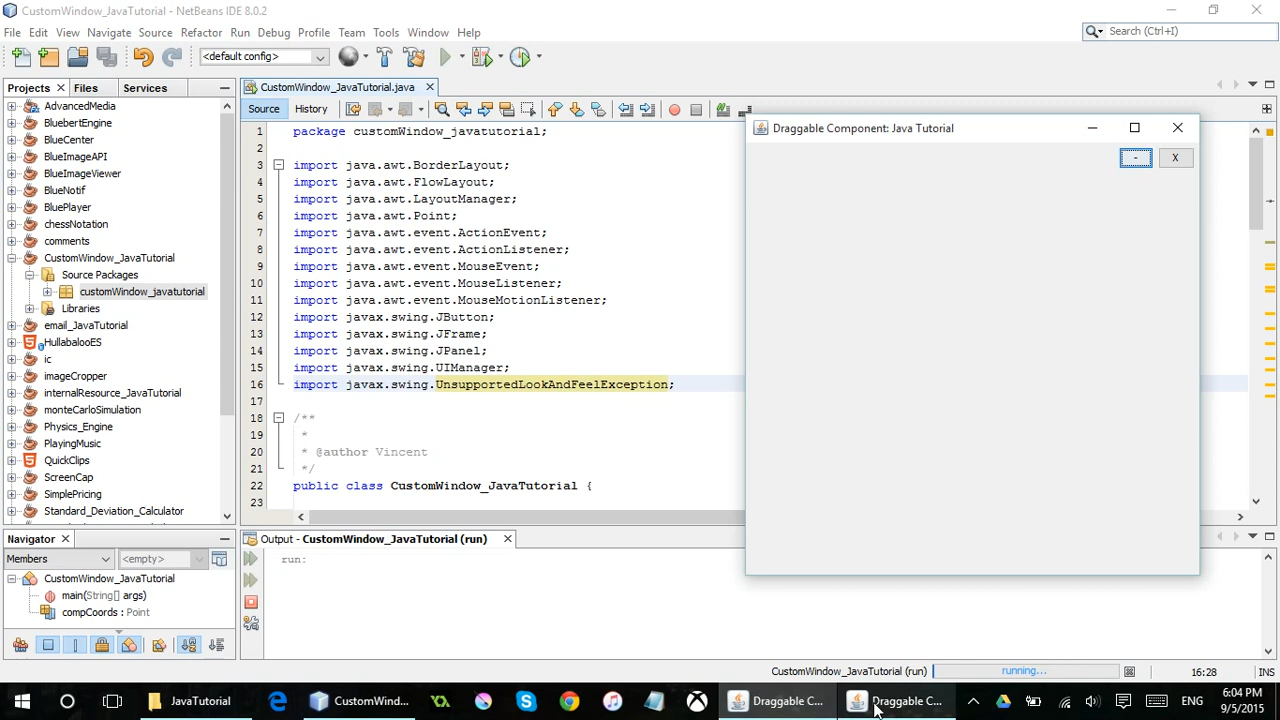 CustomWindow_JavaTutorial - NetBeans IDE 8.0.2
File Edit View Navigate Source Refactor Run Debug Profile Team Tools Window Help
Search (Ctrl+I)
<default config>
Projects Files Services
CustomWindow_JavaTutorial.java
Source History
AdvancedMedia
BluebertEngine
BlueCenter
BlueImageAPI
BlueImageViewer
BlueNotif
BluePlayer
chessNotation
comments
CustomWindow_JavaTutorial
Source Packages
customWindow_javatutorial
Libraries
email_JavaTutorial
HullabalooES
ic
imageCropper
internalResource_JavaTutorial
monteCarloSimulation
Physics_Engine
PlayingMusic
QuickClips
ScreenCap
SimplePricing
Standard_Deviation_Calculator
1 package customWindow_javatutorial;
2
3 import java.awt.BorderLayout;
4 import java.awt.FlowLayout;
5 import java.awt.LayoutManager;
6 import java.awt.Point;
7 import java.awt.event.ActionEvent;
8 import java.awt.event.ActionListener;
9 import java.awt.event.MouseEvent;
10 import java.awt.event.MouseListener;
11 import java.awt.event.MouseMotionListener;
12 import javax.swing.JButton;
13 import javax.swing.JFrame;
14 import javax.swing.JPanel;
15 import javax.swing.UIManager;
16 import javax.swing.UnsupportedLookAndFeelException;
17
18 /**
19 *
20 * @author Vincent
21 */
22 public class CustomWindow_JavaTutorial {
23
Draggable Component: Java Tutorial
- X
Navigator
Members <empty>
CustomWindow_JavaTutorial
main(String[] args)
compCoords : Point
Output - CustomWindow_JavaTutorial (run)
run:
CustomWindow_JavaTutorial (run) running... 16:28 INS
JavaTutorial
CustomWind...
Draggable C...
Draggable C...
ENG
6:04 PM
9/5/2015